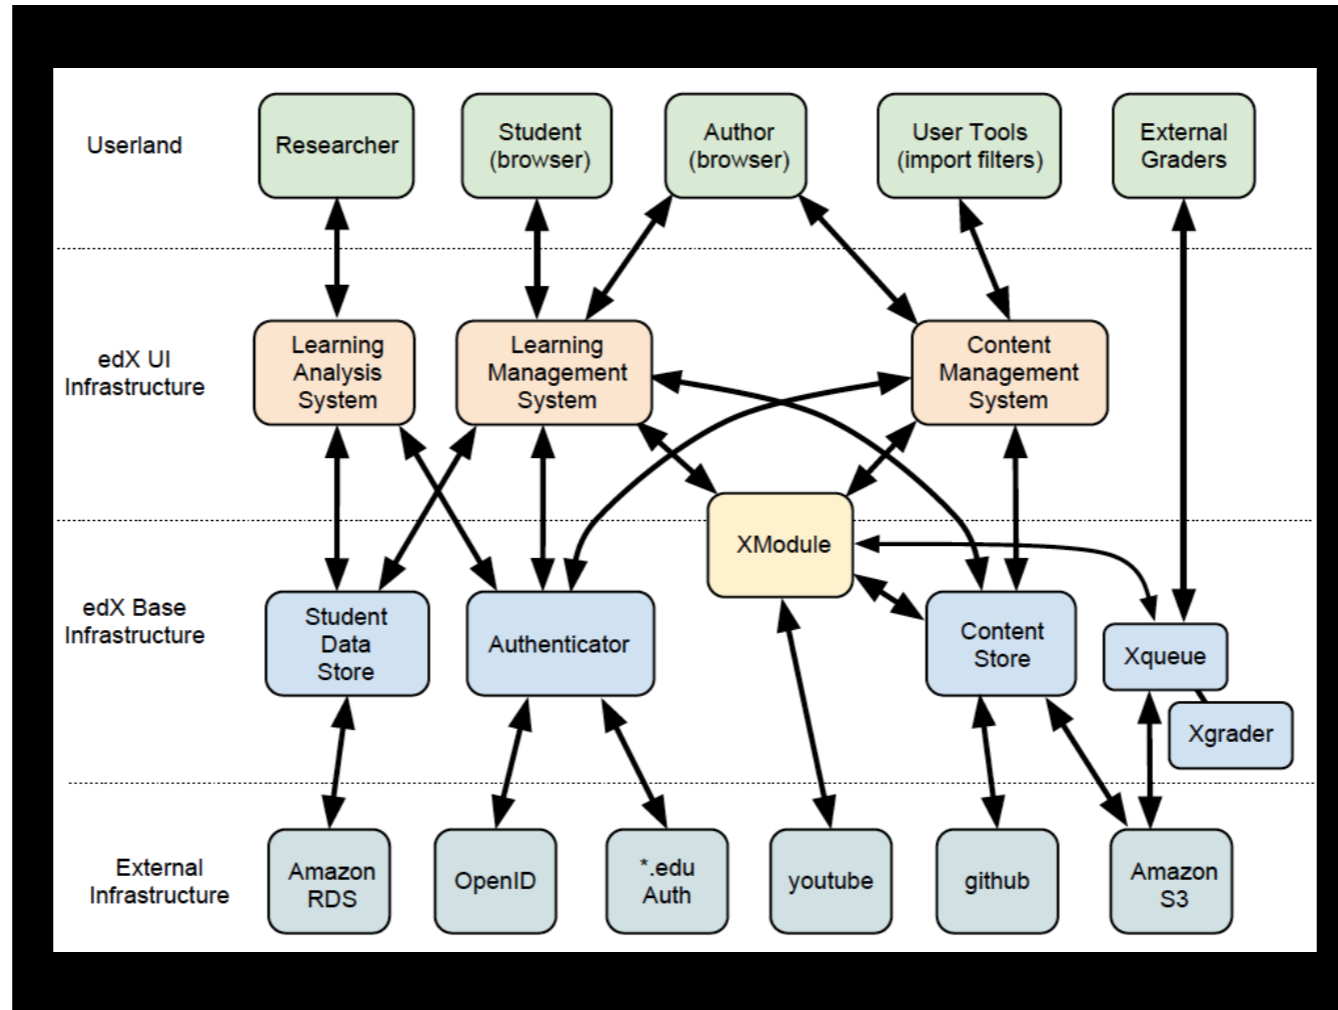 Userland
Researcher
Student
(browser)
Author
(browser)
User Tools
(import filters)
External
Graders
edX UI
Infrastructure
Learning
Analysis
System
Learning
Management
System
Content
Management
System
XModule
edX Base
Infrastructure
Student
Data
Store
Authenticator
Content
Store
Xqueue
Xgrader
External
Infrastructure
Amazon
RDS
OpenID
*.edu
Auth
youtube
github
Amazon
S3